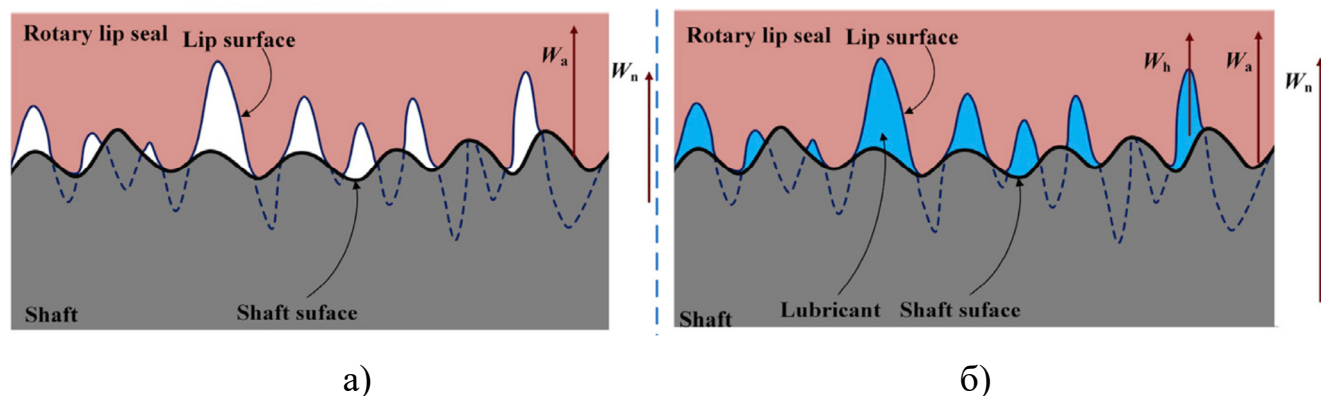 Rotary lip seal
Lip surface
Wa
Wn
Shaft suface
Shaft
Rotary lip seal
Lip surface
Wh
Wa
Wn
Lubricant
Shaft suface
Shaft
а)
б)